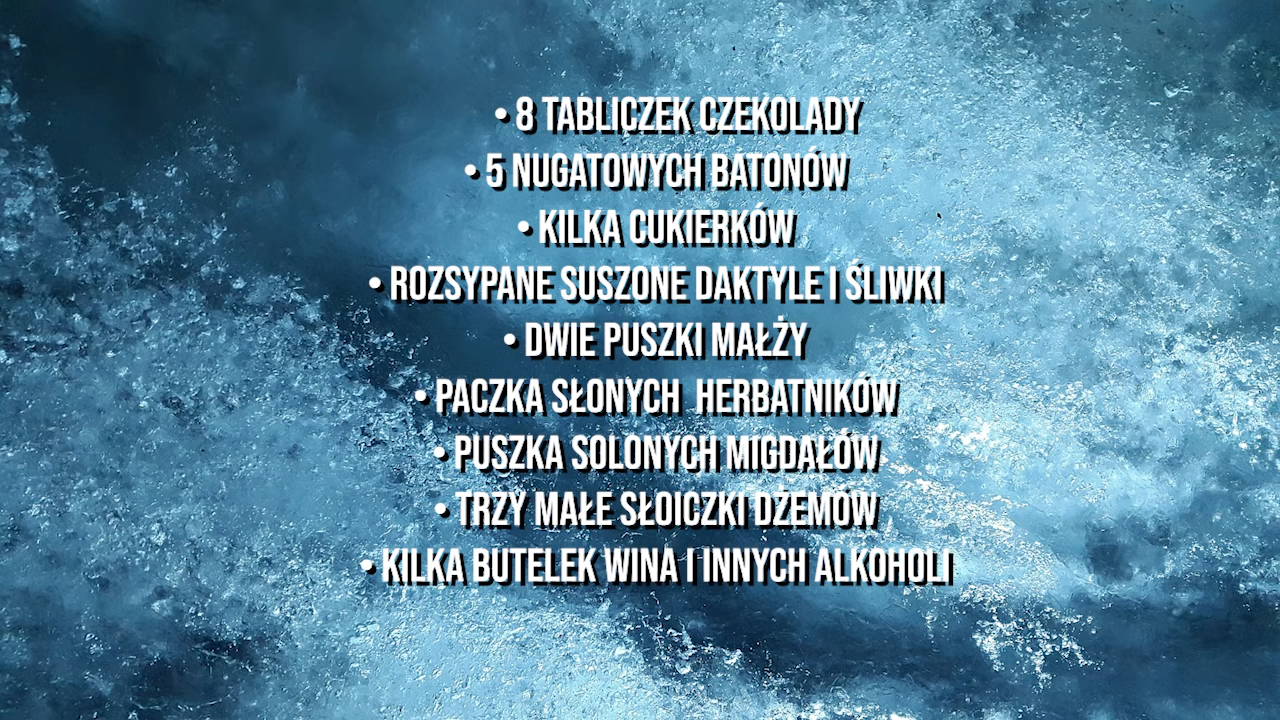 • 8 TABLICZEK CZEKOLADY
• 5 NUGATOWYCH BATONÓW
• KILKA CUKIERKÓW
• ROZSYPANE SUSZONE DAKTYLE I ŚLIWKI
• DWIE PUSZKI MAŁŻY
• PACZKA SŁONYCH HERBATNIKÓW
• PUSZKA SOLONYCH MIGDAŁÓW
• TRZY MAŁE SŁOICZKI DŻEMÓW
• KILKA BUTELEK WINA I INNYCH ALKOHOLI